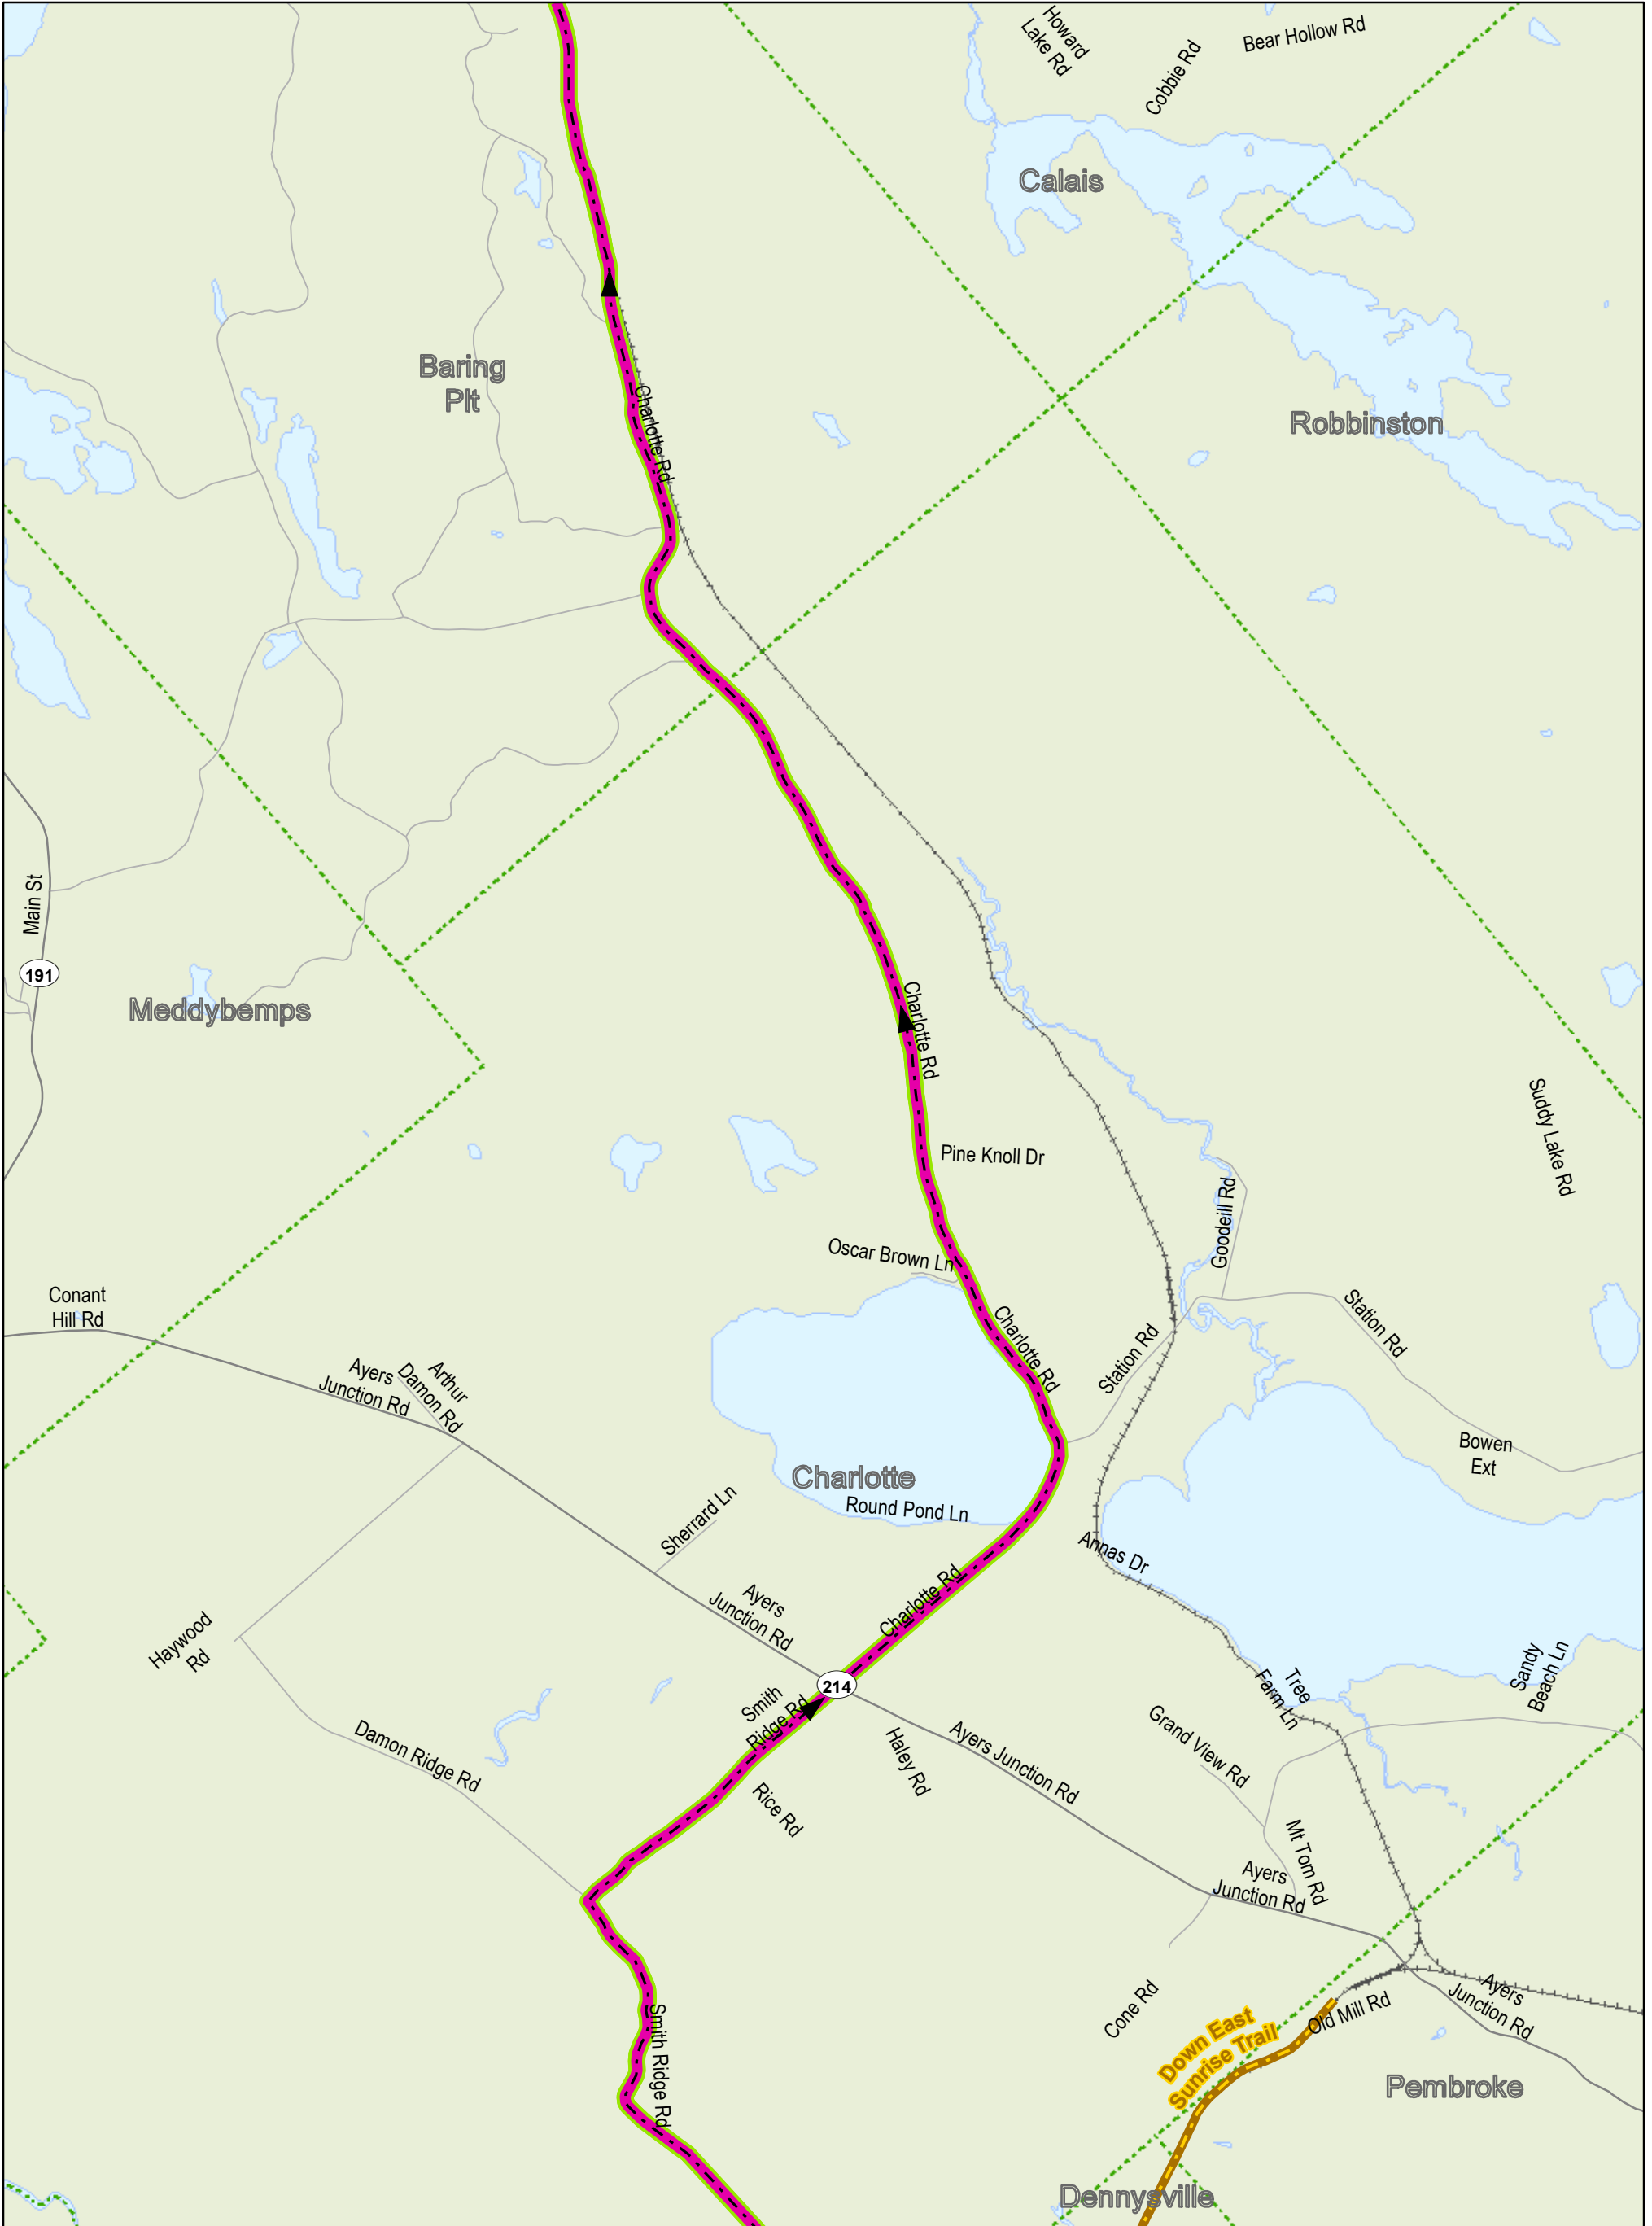 Howard
Lake Rd
Cobbie Rd
Bear Hollow Rd
Calais
Baring
Plt
Robbinston
Charlotte Rd
Main St
191
Meddybemps
Charlotte Rd
Pine Knoll Dr
Suddy Lake Rd
Goodeill Rd
Oscar Brown Ln
Conant
Hill Rd
Station Rd
Charlotte Rd
Station Rd
Arthur
Damon Rd
Ayers
Junction Rd
Bowen
Ext
Charlotte
Round Pond Ln
Sherrard Ln
Annas Dr
Charlotte Rd
Ayers
Junction Rd
Haywood
Rd
Sandy
Beach Ln
Tree
Farm Ln
214
Smith
Ridge Rd
Grand View Rd
Damon Ridge Rd
Haley Rd
Ayers Junction Rd
Rice Rd
Mt Tom Rd
Ayers
Junction Rd
Cone Rd
Ayers
Junction Rd
Old Mill Rd
Smith Ridge Rd
Down East
Sunrise Trail
Pembroke
Dennysville